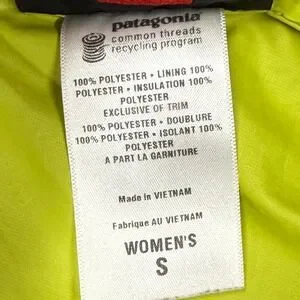 patagonia
common threads
recycling program
100% POLYESTER • LINING 100%
POLYESTER • INSULATION 100%
POLYESTER
EXCLUSIVE OF TRIM
100% POLYESTER • DOUBLURE
100% POLYESTER • ISOLANT 100%
POLYESTER
A PART LA GARNITURE
Made in VIETNAM
Fabrique AU VIETNAM
WOMEN'S
S